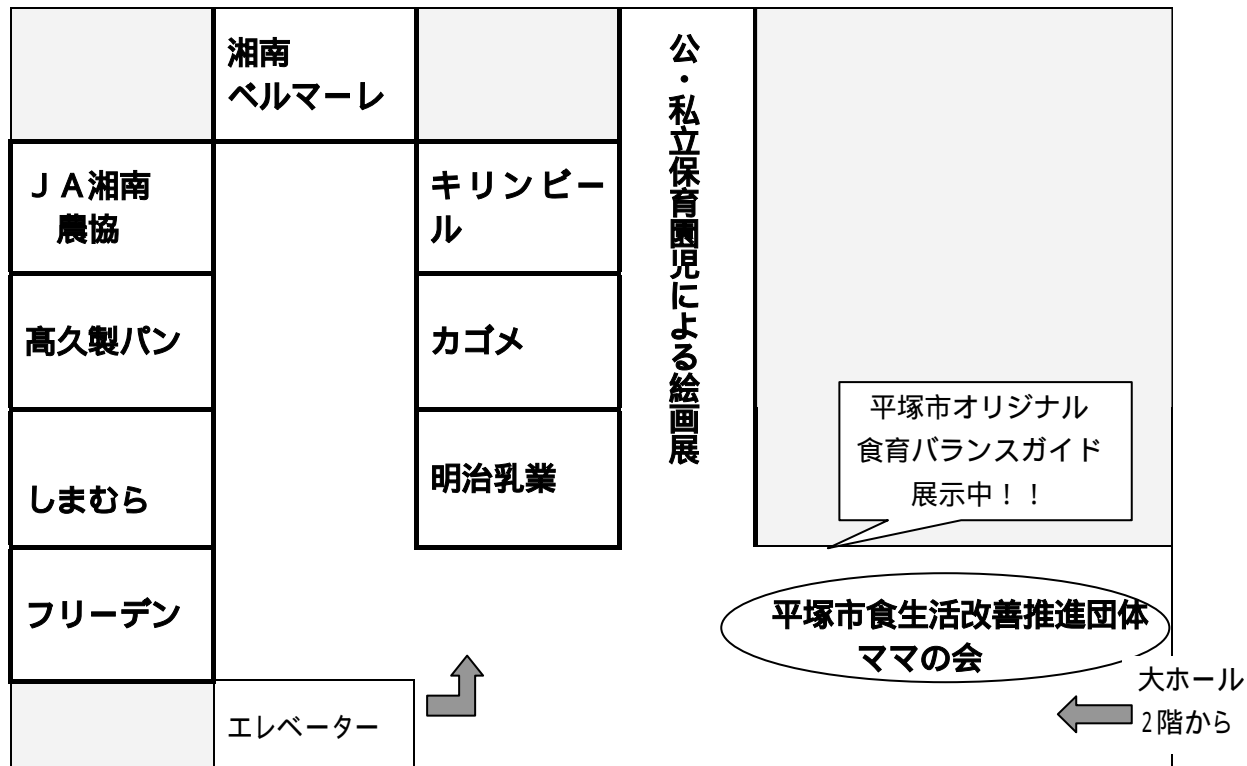 湘南
ベルマーレ
公・私立保育園児による絵画展
ＪＡ湘南
農協
キリンビー
ル
髙久製パン
カゴメ
しまむら
明治乳業
フリーデン
平塚市オリジナル
食育バランスガイド
展示中！！
平塚市食生活改善推進団体
ママの会
エレベーター
大ホール
2階から